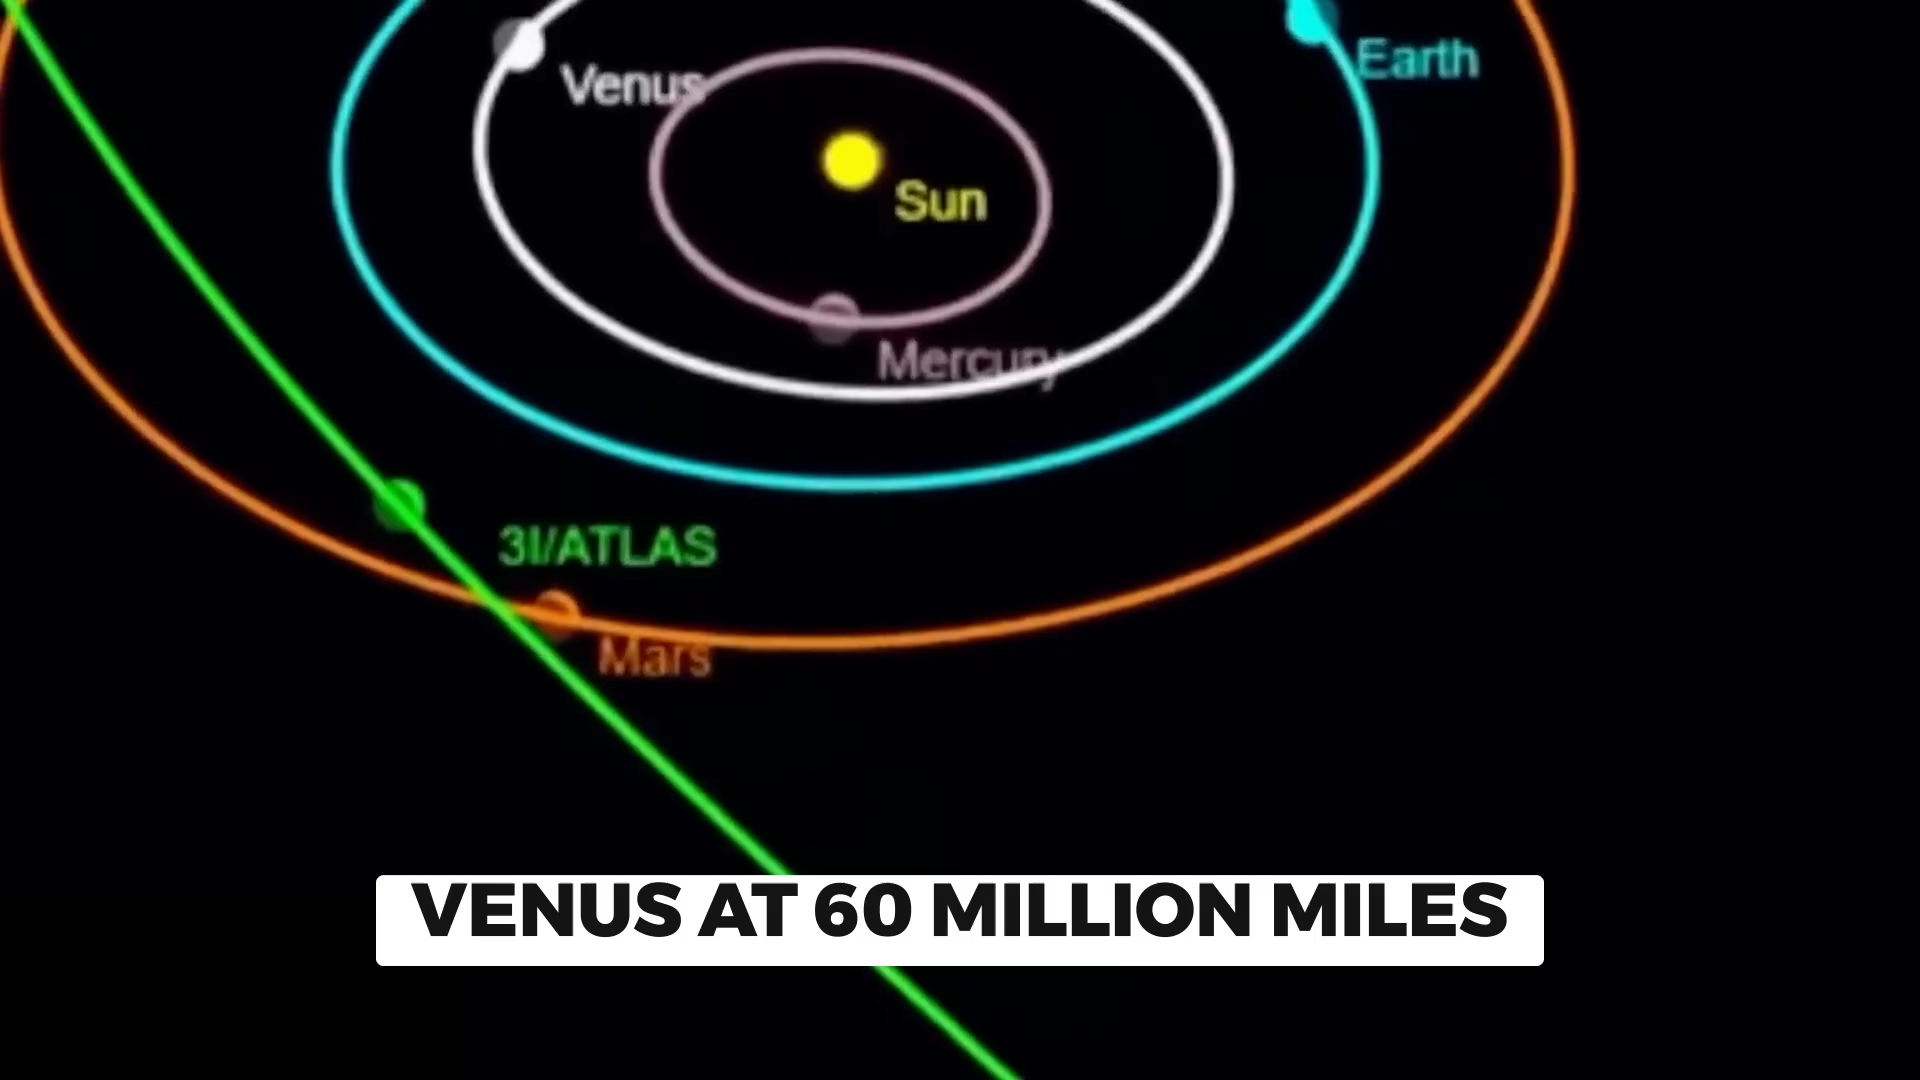 Earth
Venus
Sun
Mercury
3I/ATLAS
Mars
VENUS AT 60 MILLION MILES